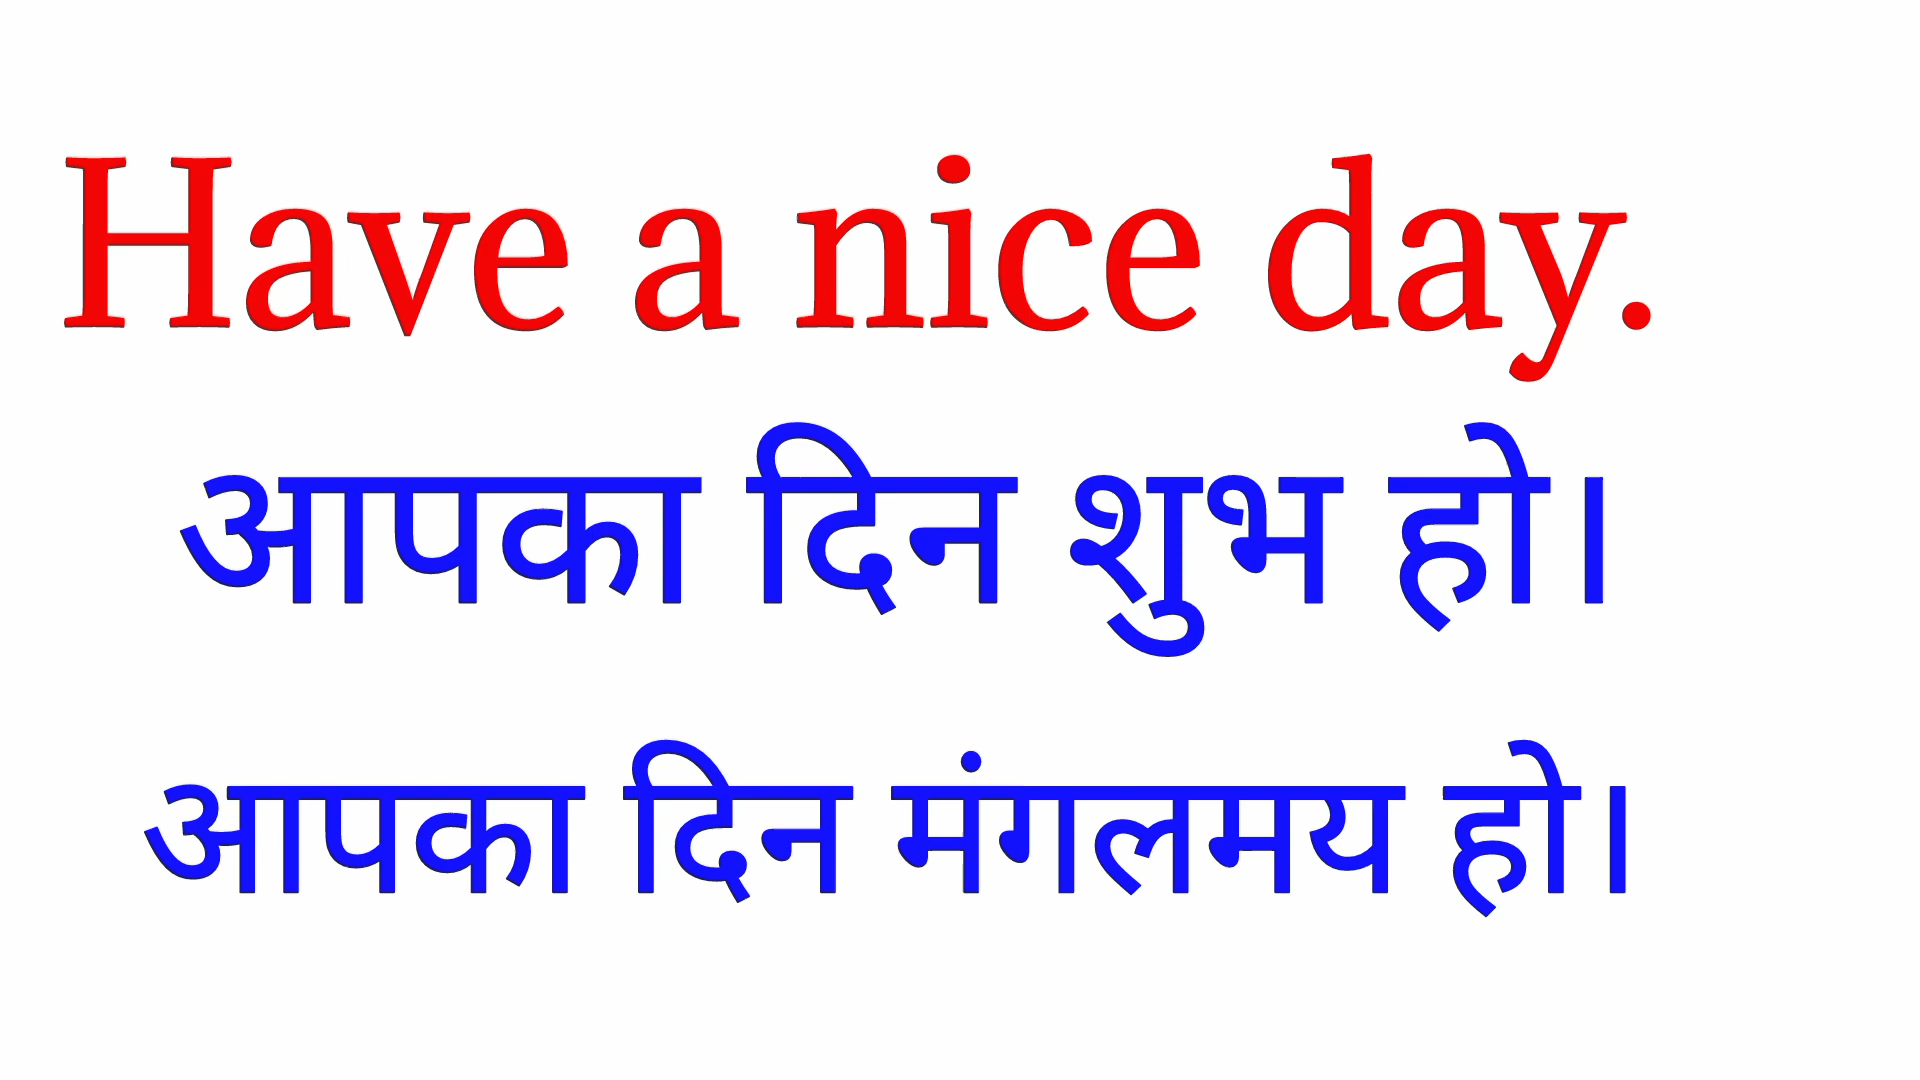 Have a nice day.
आपका दिन शुभ हो।
आपका दिन मंगलमय हो।